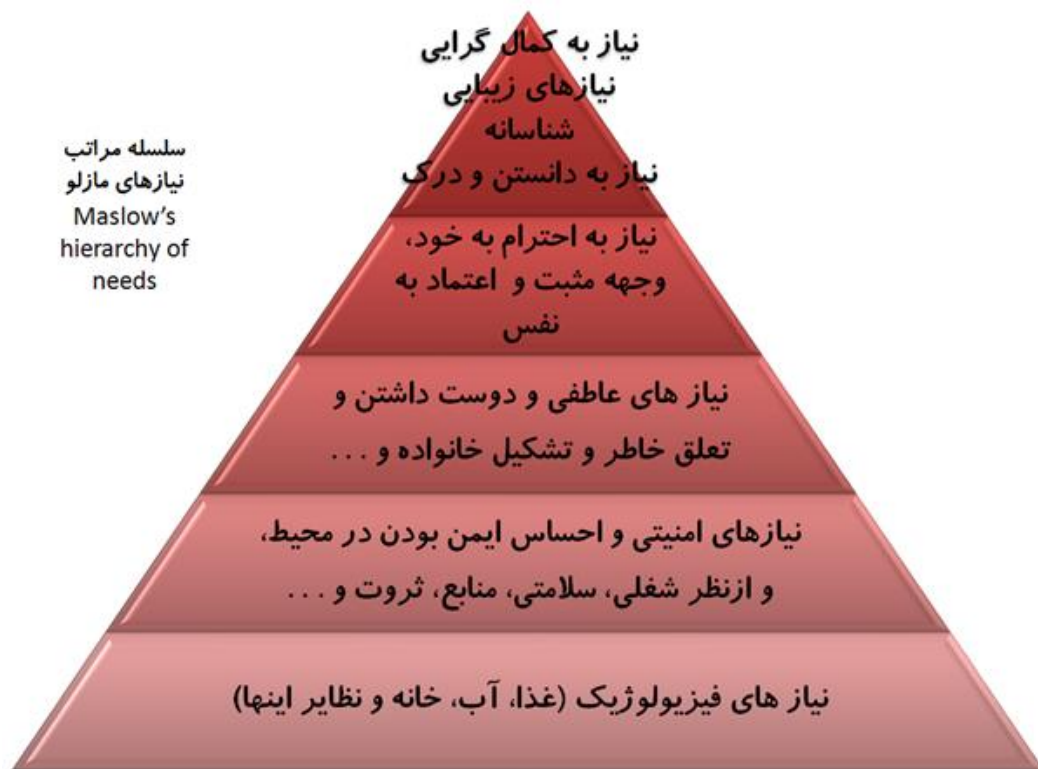 نیاز به کمال گرایی
نیازهای زیبایی
شناسانه
نیاز به دانستن و درک
سلسله مراتب
نیازهای مازلو
Maslow's
hierarchy of
needs
نیاز به احترام به خود،
وجهه مثبت و اعتماد به
نفس
نیاز های عاطفی و دوست داشتن و
تعلق خاطر و تشکیل خانواده و ...
نیازهای امنیتی و احساس ایمن بودن در محیط،
و ازنظر شغلی، سلامتی، منابع، ثروت و ...
نیاز های فیزیولوژیک (غذا، آب، خانه و نظایر اینها)